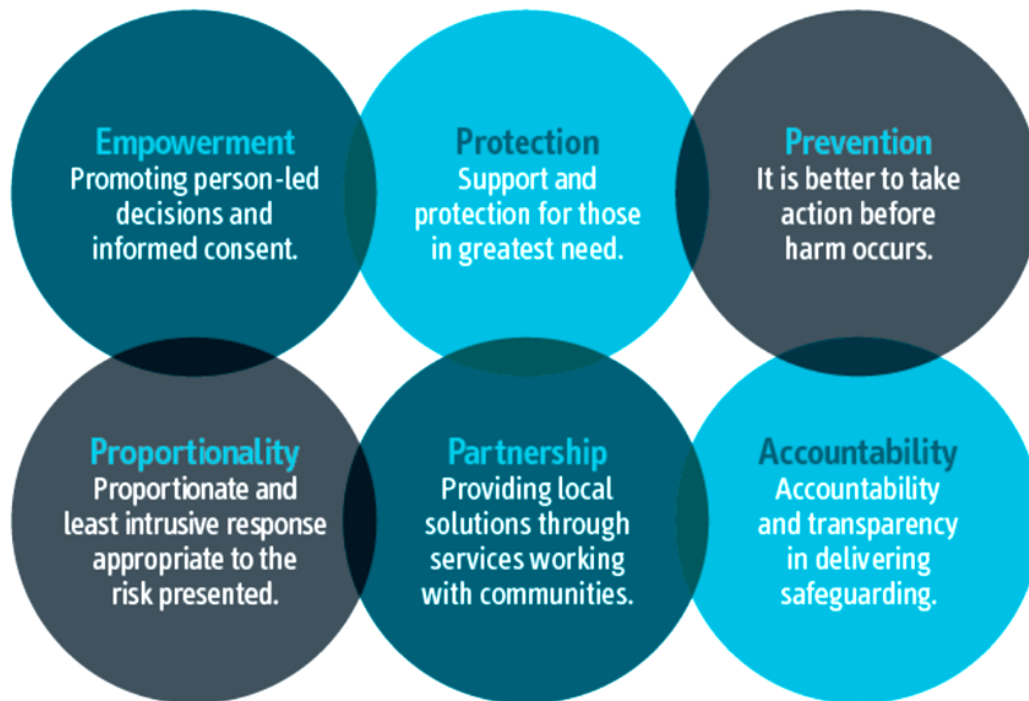 Empowerment
Promoting person-led
decisions and
informed consent.
Protection
Support and
protection for those
in greatest need.
Prevention
It is better to take
action before
harm occurs.
Proportionality
Proportionate and
least intrusive response
appropriate to the
risk presented.
Partnership
Providing local
solutions through
services working
with communities.
Accountability
Accountability
and transparency
in delivering
safeguarding.